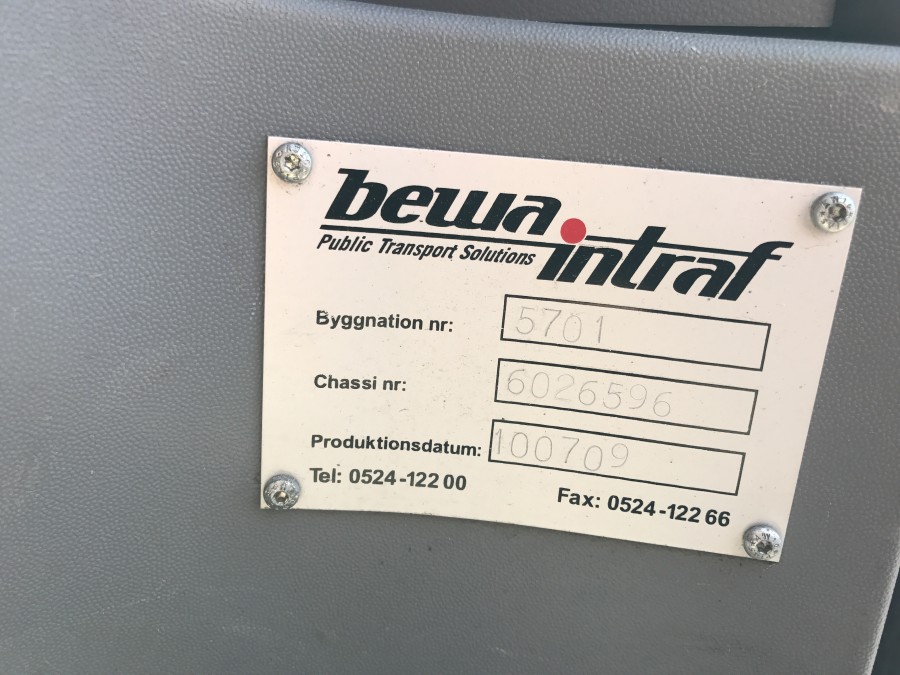 bewa
Public Transport Solutions intraf
Byggnation nr: 5701
Chassi nr: 6026596
Produktionsdatum: 100709
Tel: 0524-122 00 Fax: 0524-122 66